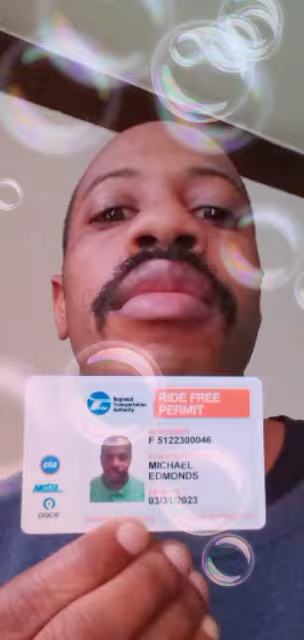 Regional
Transportation
Authority
RIDE FREE
PERMIT
F 5122300046
MICHAEL
EDMONDS
03/31/2023
cta
Metra
pace